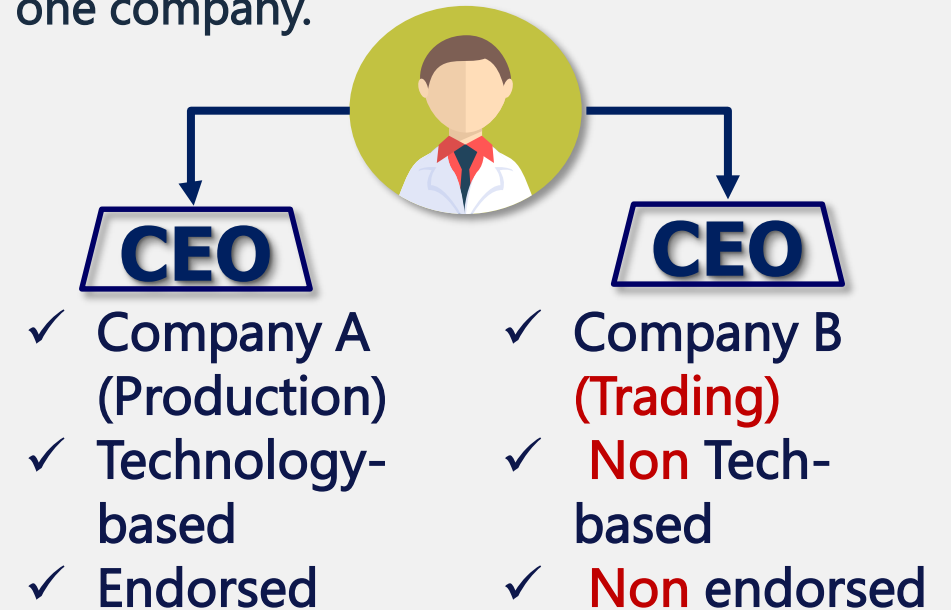 one company.
CEO
CEO
✓ Company A
(Production)
✓ Technology-
based
✓ Endorsed
✓ Company B
(Trading)
✓ Non Tech-
based
✓ Non endorsed